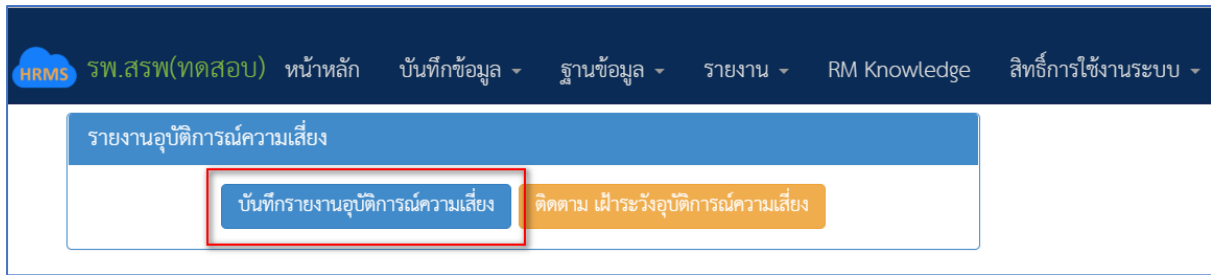 HRMS รพ.สรพ(ทดสอบ) หน้าหลัก บันทึกข้อมูล ฐานข้อมูล รายงาน RM Knowledge สิทธิ์การใช้งานระบบ
รายงานอุบัติการณ์ความเสี่ยง
บันทึกรายงานอุบัติการณ์ความเสี่ยง ติดตาม เฝ้าระวังอุบัติการณ์ความเสี่ยง